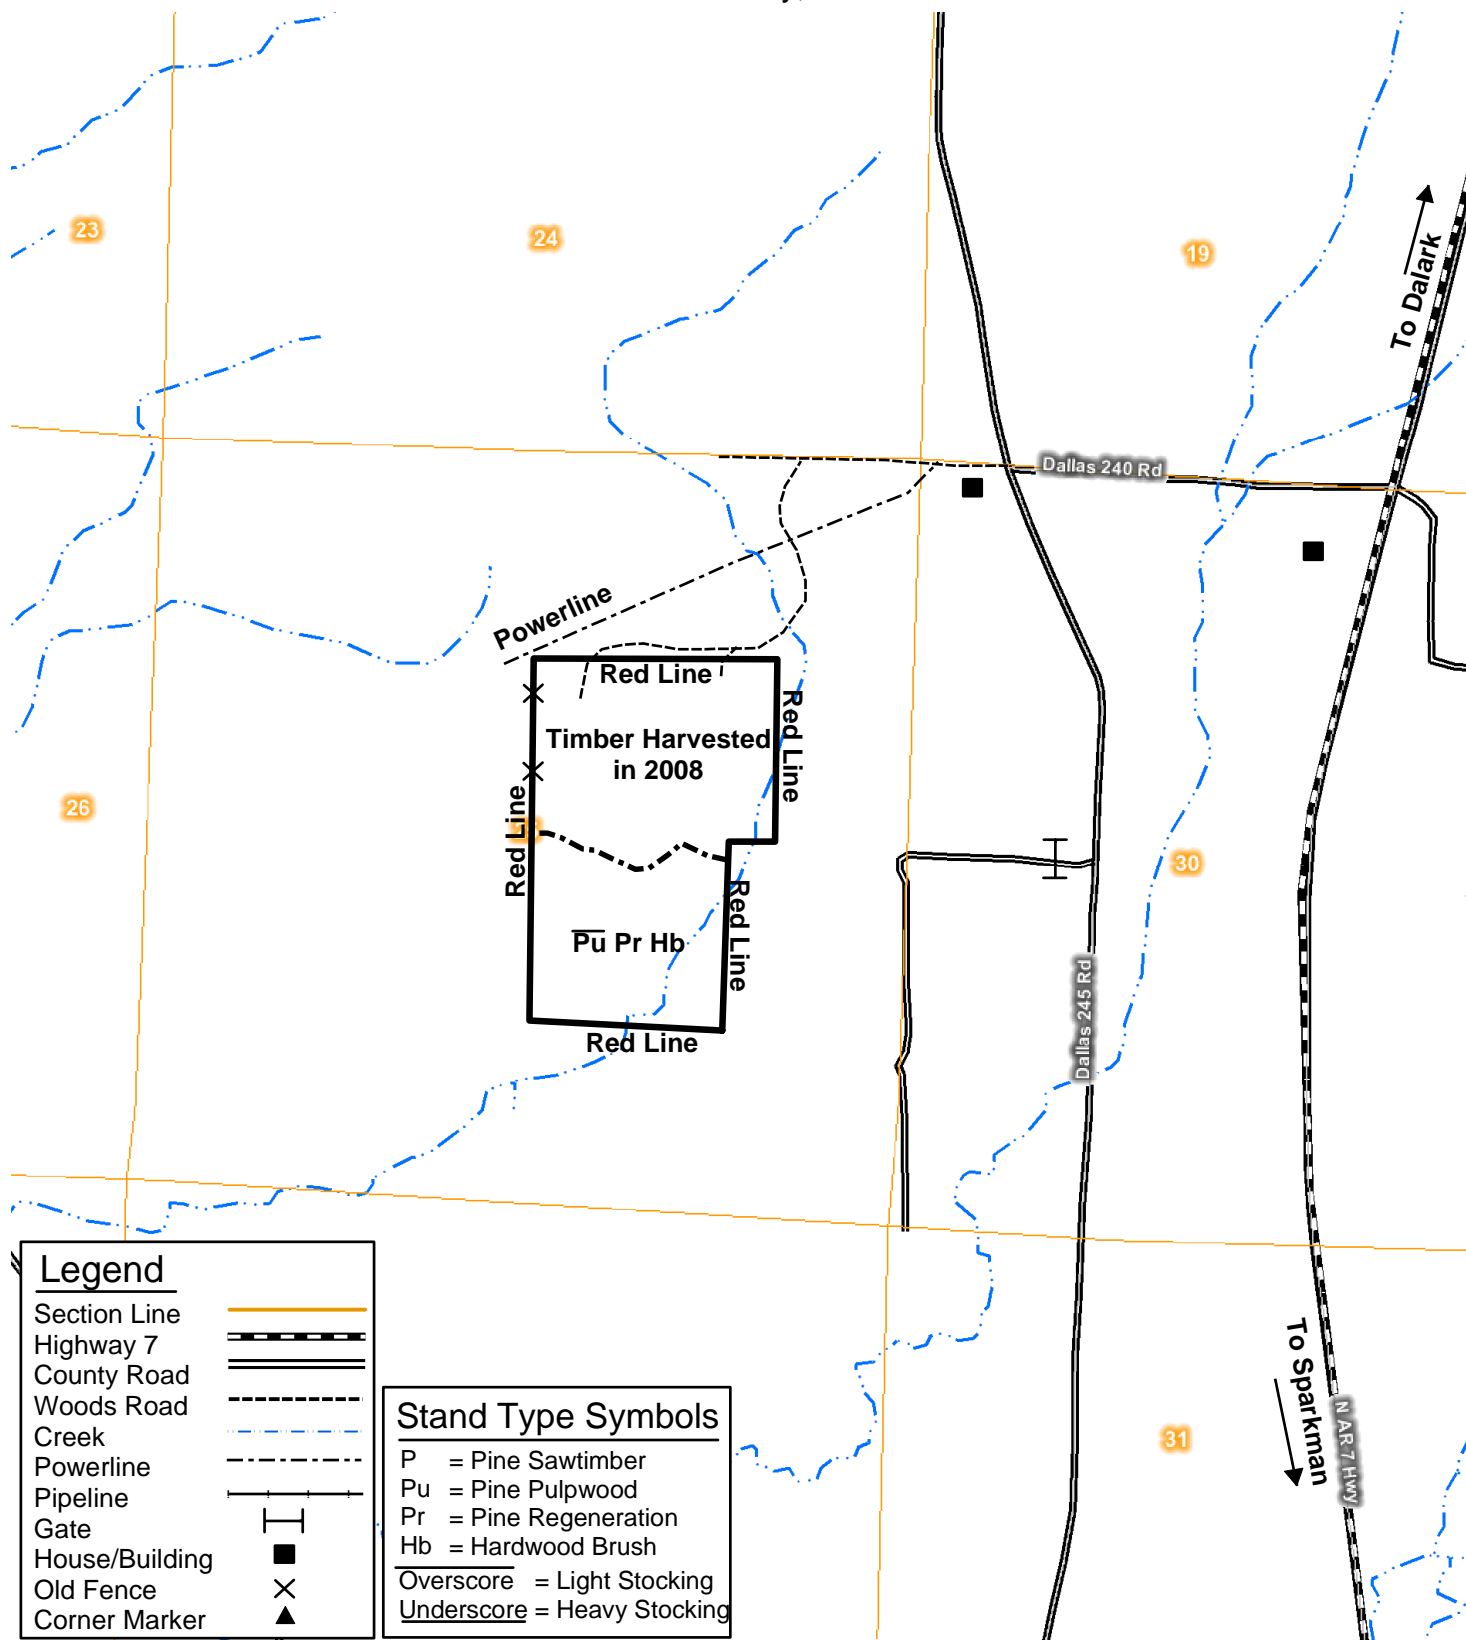 23
24
19
To Dalark
Dallas 240 Rd
Powerline
Red Line
Red Line
Timber Harvested
in 2008
26
Red Line
30
Red Line
Pu Pr Hb
Dallas 245 Rd
Red Line
Legend
Section Line
Highway 7
County Road
Woods Road
Creek
Powerline
Pipeline
Gate
House/Building
Old Fence
Corner Marker
Stand Type Symbols
P = Pine Sawtimber
Pu = Pine Pulpwood
Pr = Pine Regeneration
Hb = Hardwood Brush
Overscore = Light Stocking
Underscore = Heavy Stocking
To Sparkman
N AR 7 Hwy
31